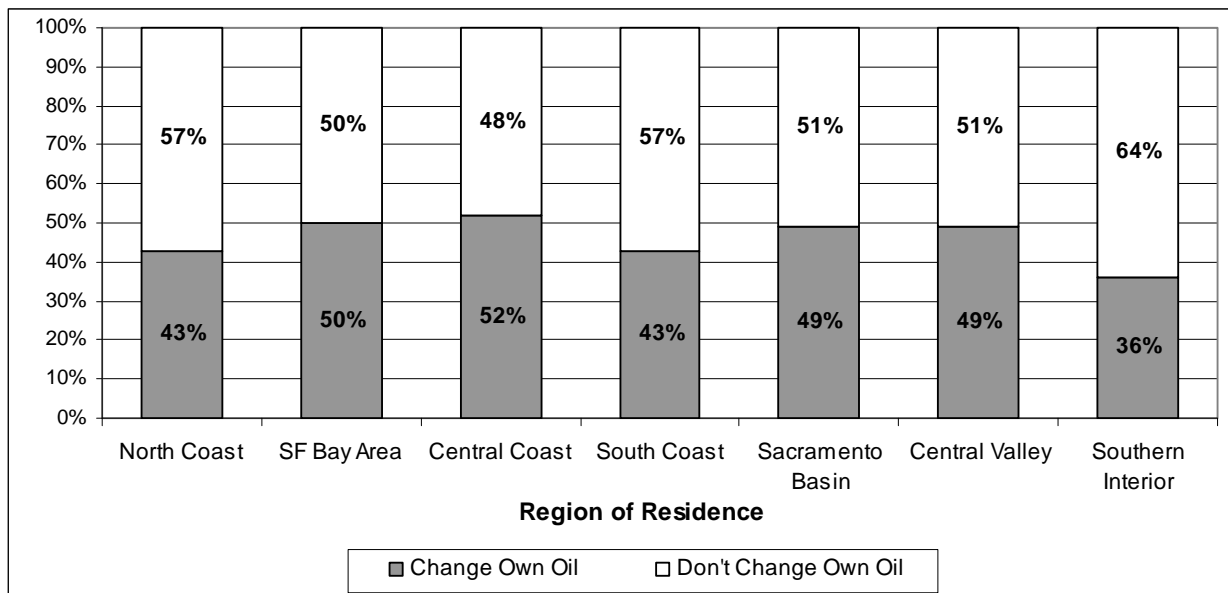 100%
90%
80%
70%
60%
50%
40%
30%
20%
10%
0%
57% 50% 48% 57% 51% 51% 64%
43% 50% 52% 43% 49% 49% 36%
North Coast SF Bay Area Central Coast South Coast Sacramento Basin Central Valley Southern Interior
Region of Residence
Change Own Oil Don't Change Own Oil